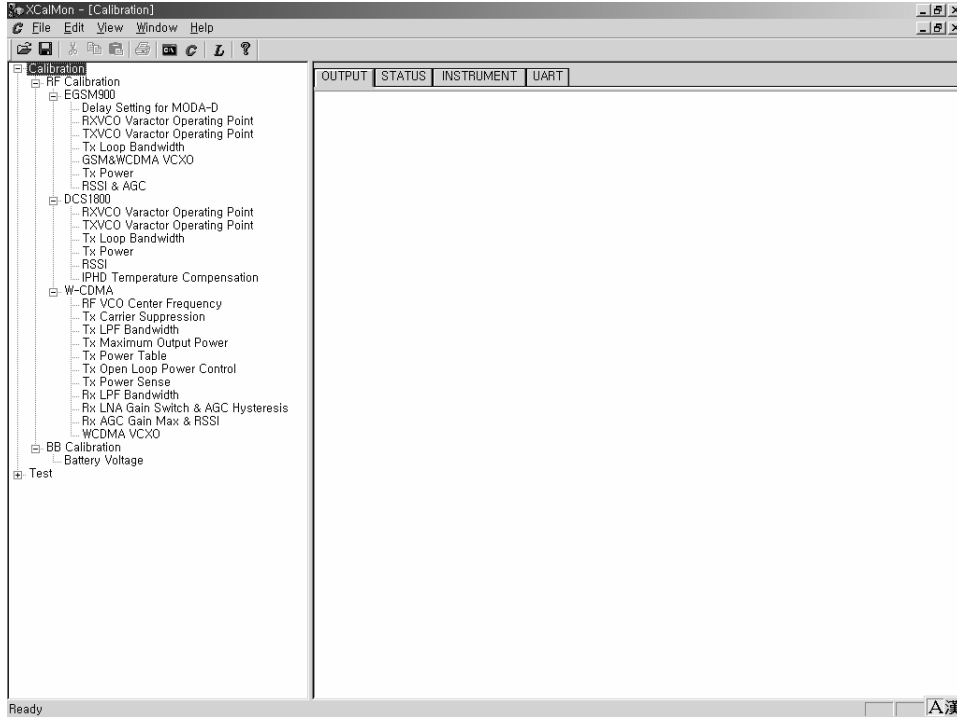 XCalMon - [Calibration]
C File Edit View Window Help
C L ?
Calibration
RF Calibration
EGSM900
Delay Setting for MODA-D
RXVCO Varactor Operating Point
TXVCO Varactor Operating Point
Tx Loop Bandwidth
GSM&WCDMA VCXO
Tx Power
RSSI & AGC
DCS1800
RXVCO Varactor Operating Point
TXVCO Varactor Operating Point
Tx Loop Bandwidth
Tx Power
RSSI
IPHD Temperature Compensation
W-CDMA
RF VCO Center Frequency
Tx Carrier Suppression
Tx LPF Bandwidth
Tx Maximum Output Power
Tx Power Table
Tx Open Loop Power Control
Tx Power Sense
Rx LPF Bandwidth
Rx LNA Gain Switch & AGC Hysteresis
Rx AGC Gain Max & RSSI
WCDMA VCXO
BB Calibration
Battery Voltage
Test
OUTPUT STATUS INSTRUMENT UART
Ready
A漢